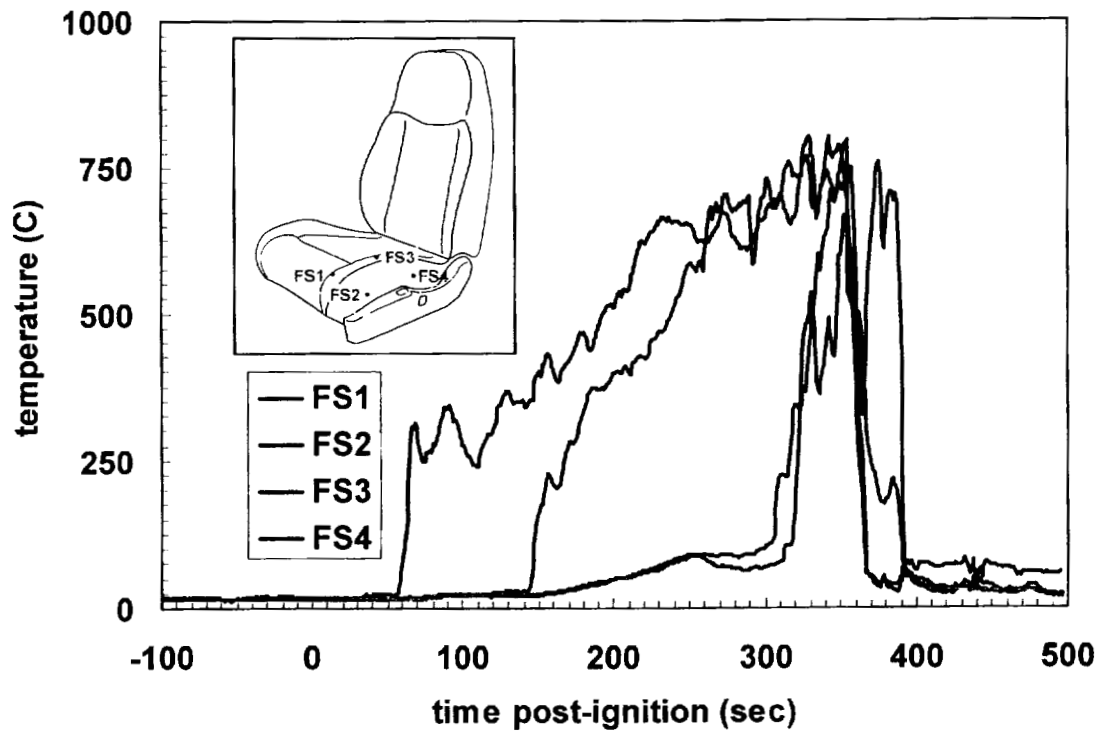 1000
750
500
250
0
temperature (C)
FS1
FS2
FS3
FS4
FS1
FS2
FS3
FS4
-100 0 100 200 300 400 500
time post-ignition (sec)